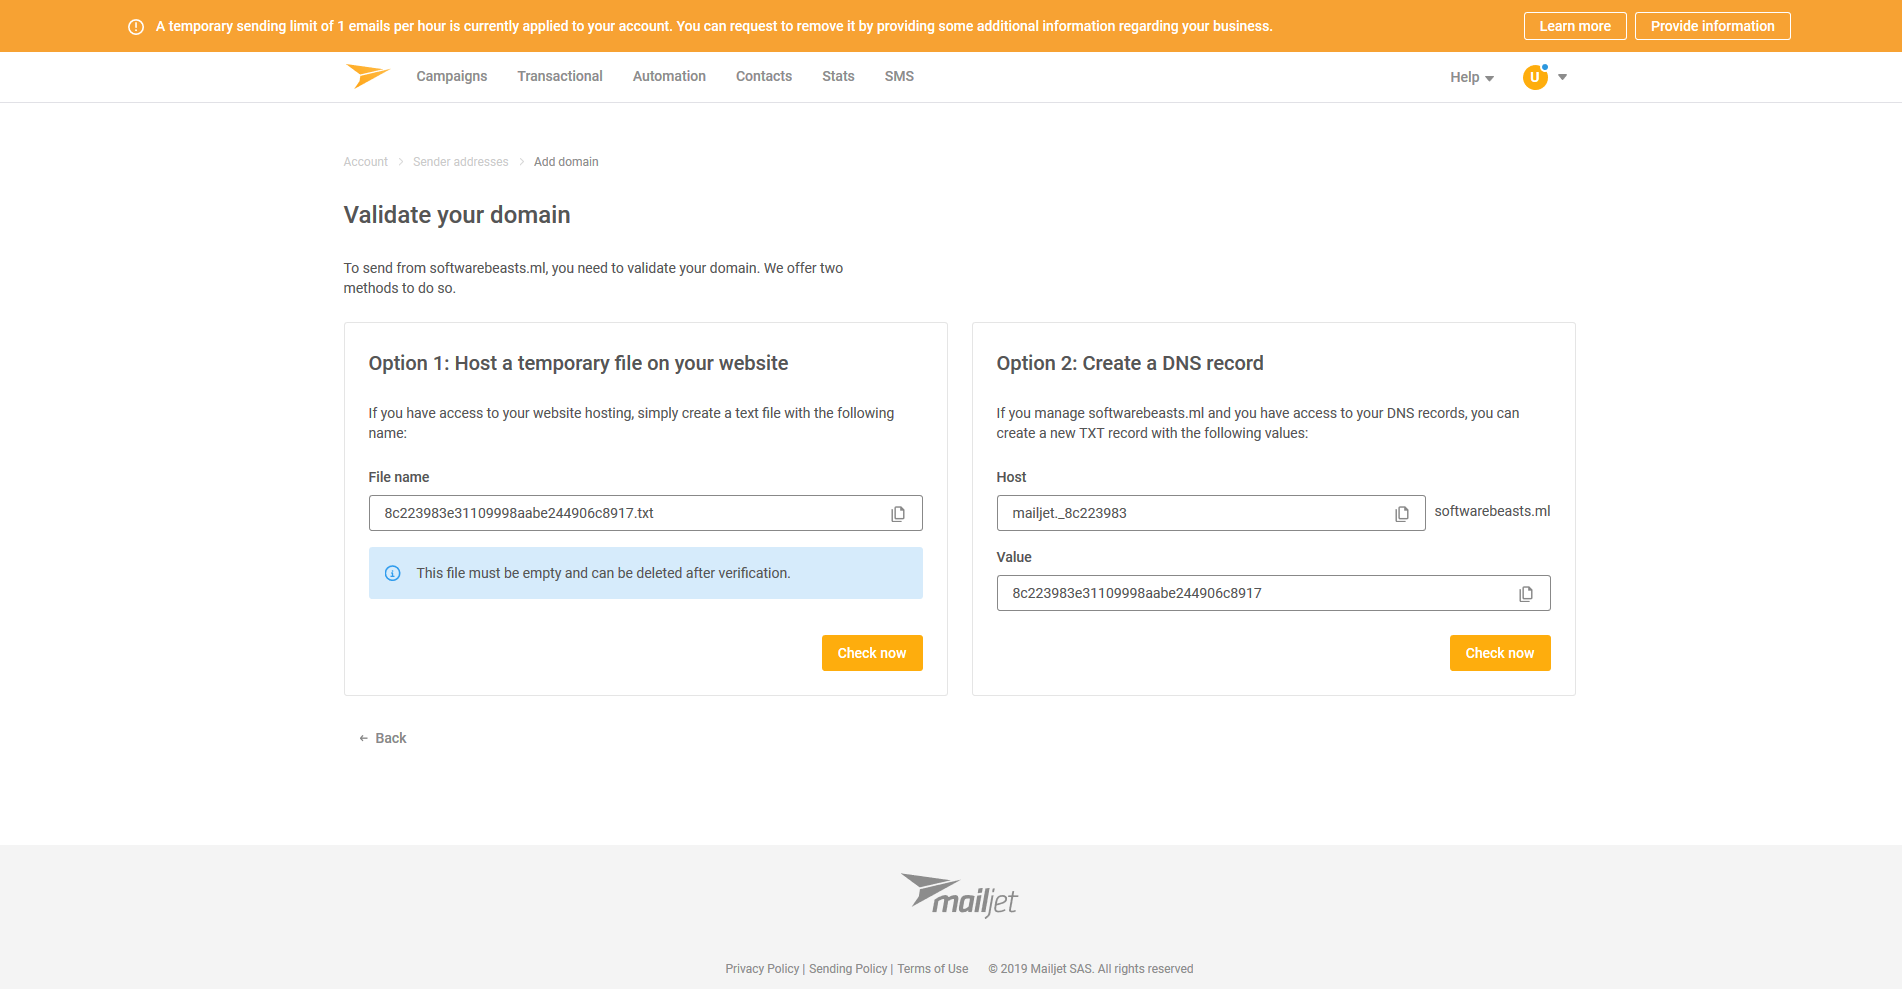 A temporary sending limit of 1 emails per hour is currently applied to your account. You can request to remove it by providing some additional information regarding your business.
Learn more
Provide information
Campaigns
Transactional
Automation
Contacts
Stats
SMS
Help
U
Account > Sender addresses > Add domain
Validate your domain
To send from softwarebeasts.ml, you need to validate your domain. We offer two
methods to do so.
Option 1: Host a temporary file on your website
If you have access to your website hosting, simply create a text file with the following
name:
File name
8c223983e31109998aabe244906c8917.txt
This file must be empty and can be deleted after verification.
Check now
Option 2: Create a DNS record
If you manage softwarebeasts.ml and you have access to your DNS records, you can
create a new TXT record with the following values:
Host
mailjet._8c223983
softwarebeasts.ml
Value
8c223983e31109998aabe244906c8917
Check now
← Back
mailjet
Privacy Policy | Sending Policy | Terms of Use © 2019 Mailjet SAS. All rights reserved